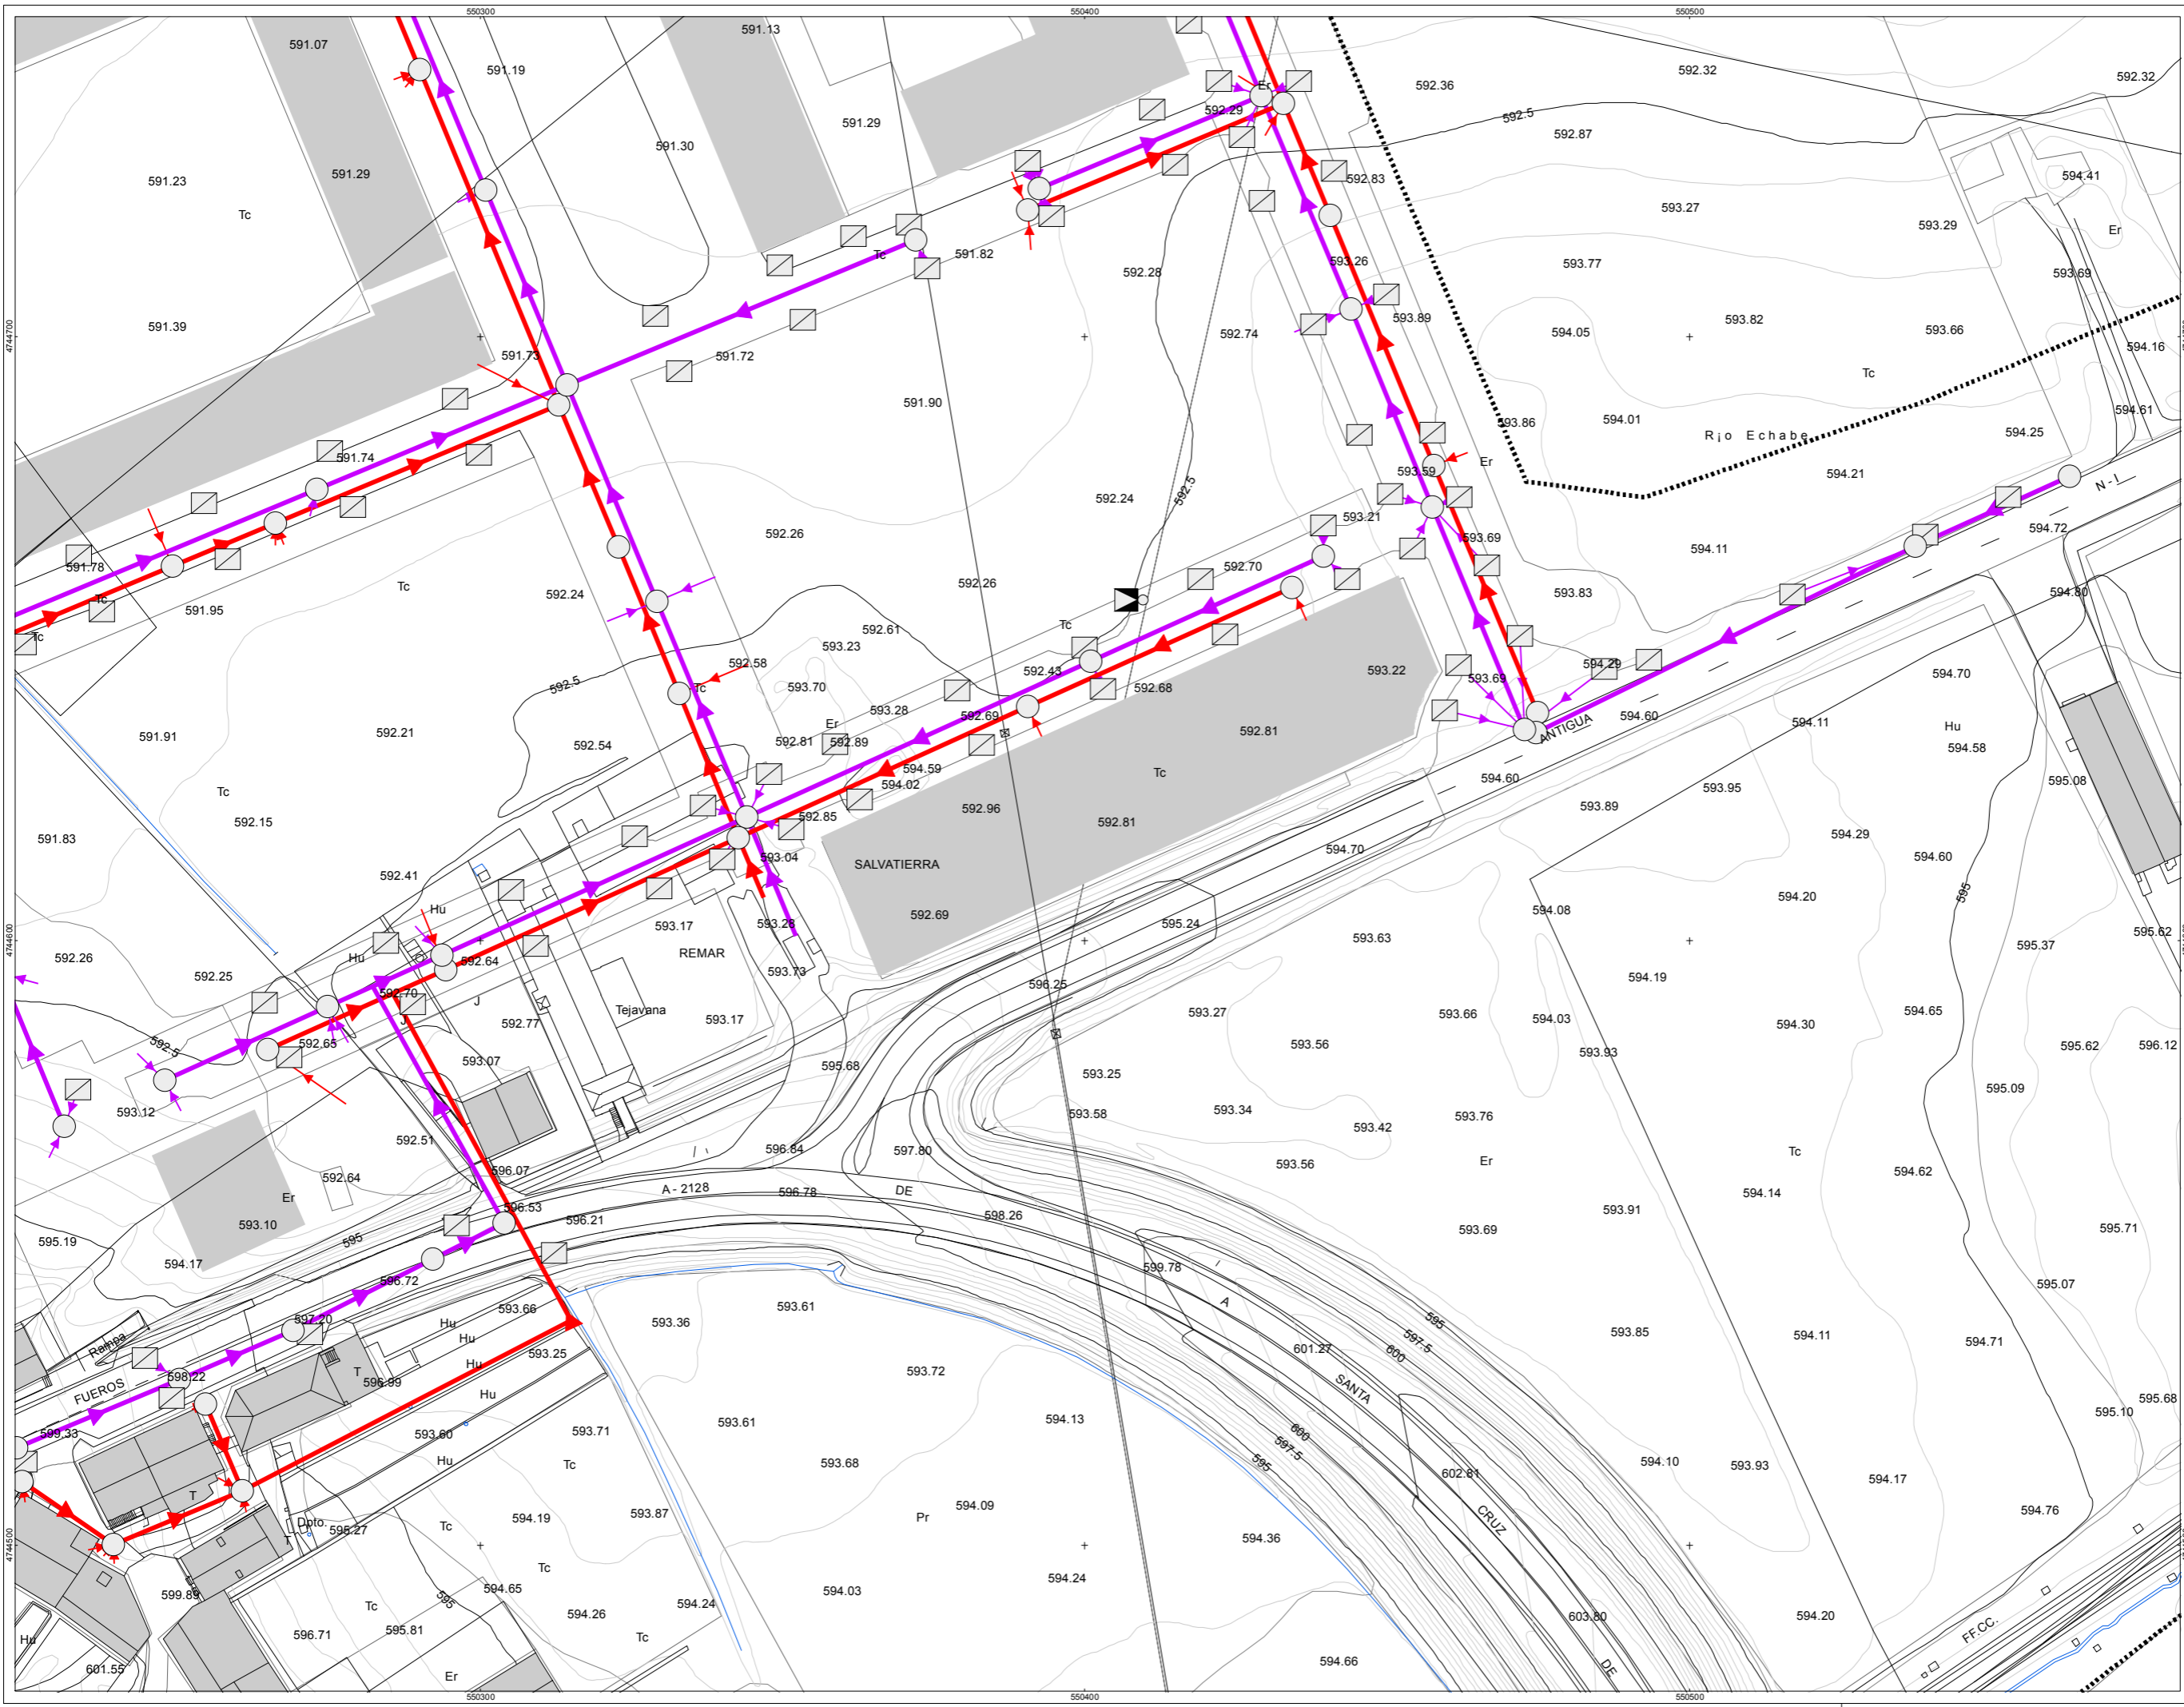 550300 550400 550500
591.07 591.19 591.13 592.36 592.32 592.32
591.29 592.29 Er 592.5 592.87
591.23 591.29 591.30 592.83 594.41
Tc 593.27 593.29 Er
Tc 591.82 592.28 593.26 593.77 593.69
591.39 592.74 593.89 594.05 593.82 593.66 594.16
4744700
591.73 591.72 Tc
591.90 593.86 594.01 594.61
Río Echabe 594.25
591.74 593.59 Er 594.21
592.24 592.5 N-I
592.26 593.21 593.69 594.11 594.72
591.78 Tc 592.24 592.26 592.70 593.83 594.80
Tc 591.95
Tc 592.61 Tc
593.23 592.58 592.43 593.22 593.69 594.29 594.70
592.5 Tc 593.70 592.68
593.28 592.69 594.60 594.11
591.91 592.21 Er 592.81 ANTIGUA Hu
592.54 592.81 592.89 594.58
594.59 Tc 594.60 595.08
Tc 594.02 593.95
592.15 592.85 592.96 592.81 593.89
591.83 594.29
593.04 SALVATIERRA 594.70 594.60
592.41 595
Hu 592.69 594.08 594.20
593.17 593.28 595.24 593.63 595.62
4744600
592.26 Hu REMAR 595.37
592.25 592.64 593.73 596.25 594.19
592.70 J
J 592.77 Tejavana 593.17 593.27 593.66 594.03 594.30 594.65
592.5 592.65 593.56 593.93 595.62 596.12
593.07 595.68 593.25
593.12 593.58 593.34 593.76 595.09
592.51 596.84 597.80 593.42
592.64 596.07 593.56 Er Tc 594.62
Er A-2128 596.78 DE 594.14
593.10 596.53 596.21 598.26 593.69 593.91 595.71
595.19 595
594.17 596.72 599.78 595.07
593.66 593.61 A 595
597.20 Hu 593.36 597.5 593.85 594.11 594.71
Rampa Hu 593.25 601.27 600
598.22 T Hu 593.72
FUEROS 596.99 Hu SANTA 595.68
599.33 593.60 593.71 593.61 594.13 600 595.10
Hu Tc 593.68 597.5 594.10 593.93
T 595 602.81 594.17
Dpto. 594.19 593.87 594.09 CRUZ 594.76
T 595.27 Tc Pr 594.36
4744500
Tc
599.89 594.65 594.03 594.24
Tc 595 594.26 594.24 603.80 594.20
Hu 596.71 595.81 Tc FF.CC.
601.55 Er 594.66 DE
550300 550400 550500